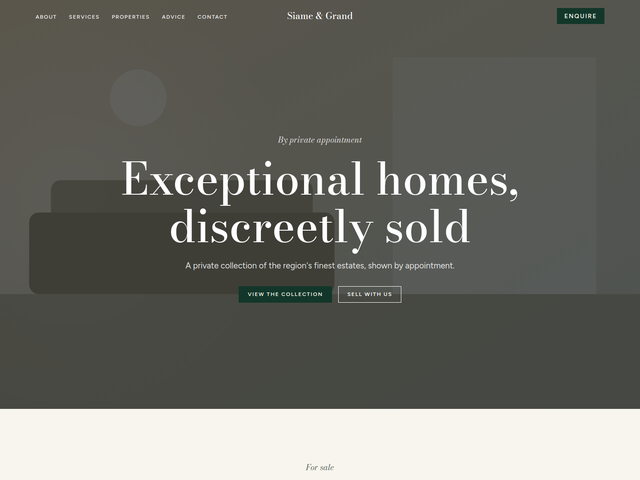 ABOUT SERVICES PROPERTIES ADVICE CONTACT
Siame & Grand
ENQUIRE
By private appointment
Exceptional homes,
discreetly sold
A private collection of the region's finest estates, shown by appointment.
VIEW THE COLLECTION
SELL WITH US
For sale